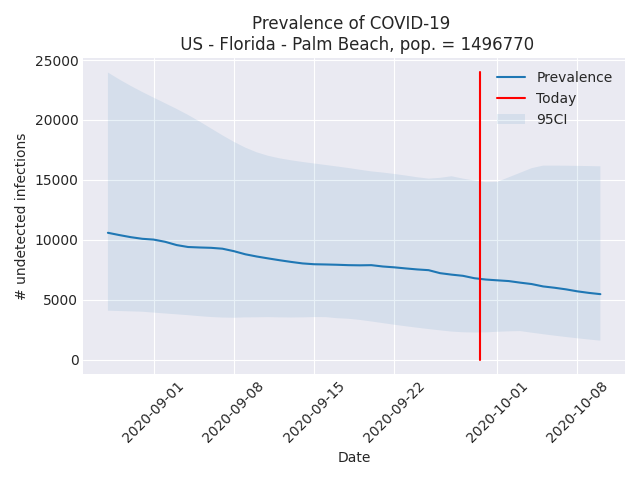 Prevalence of COVID-19
US - Florida - Palm Beach, pop. = 1496770
Prevalence
Today
95CI
# undetected infections
25000
20000
15000
10000
5000
0
2020-09-01
2020-09-08
2020-09-15
2020-09-22
2020-10-01
2020-10-08
Date